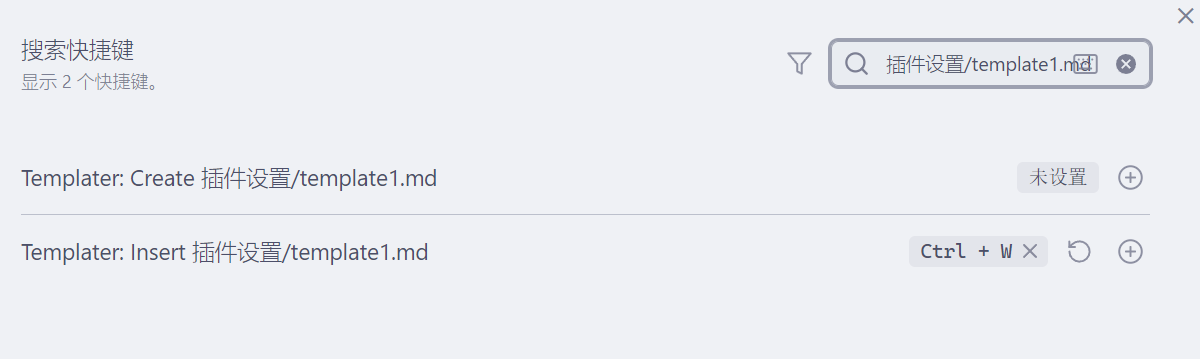 搜索快捷键
显示 2 个快捷键。
插件设置/template1.md
Templater: Create 插件设置/template1.md
未设置
Templater: Insert 插件设置/template1.md
Ctrl + W